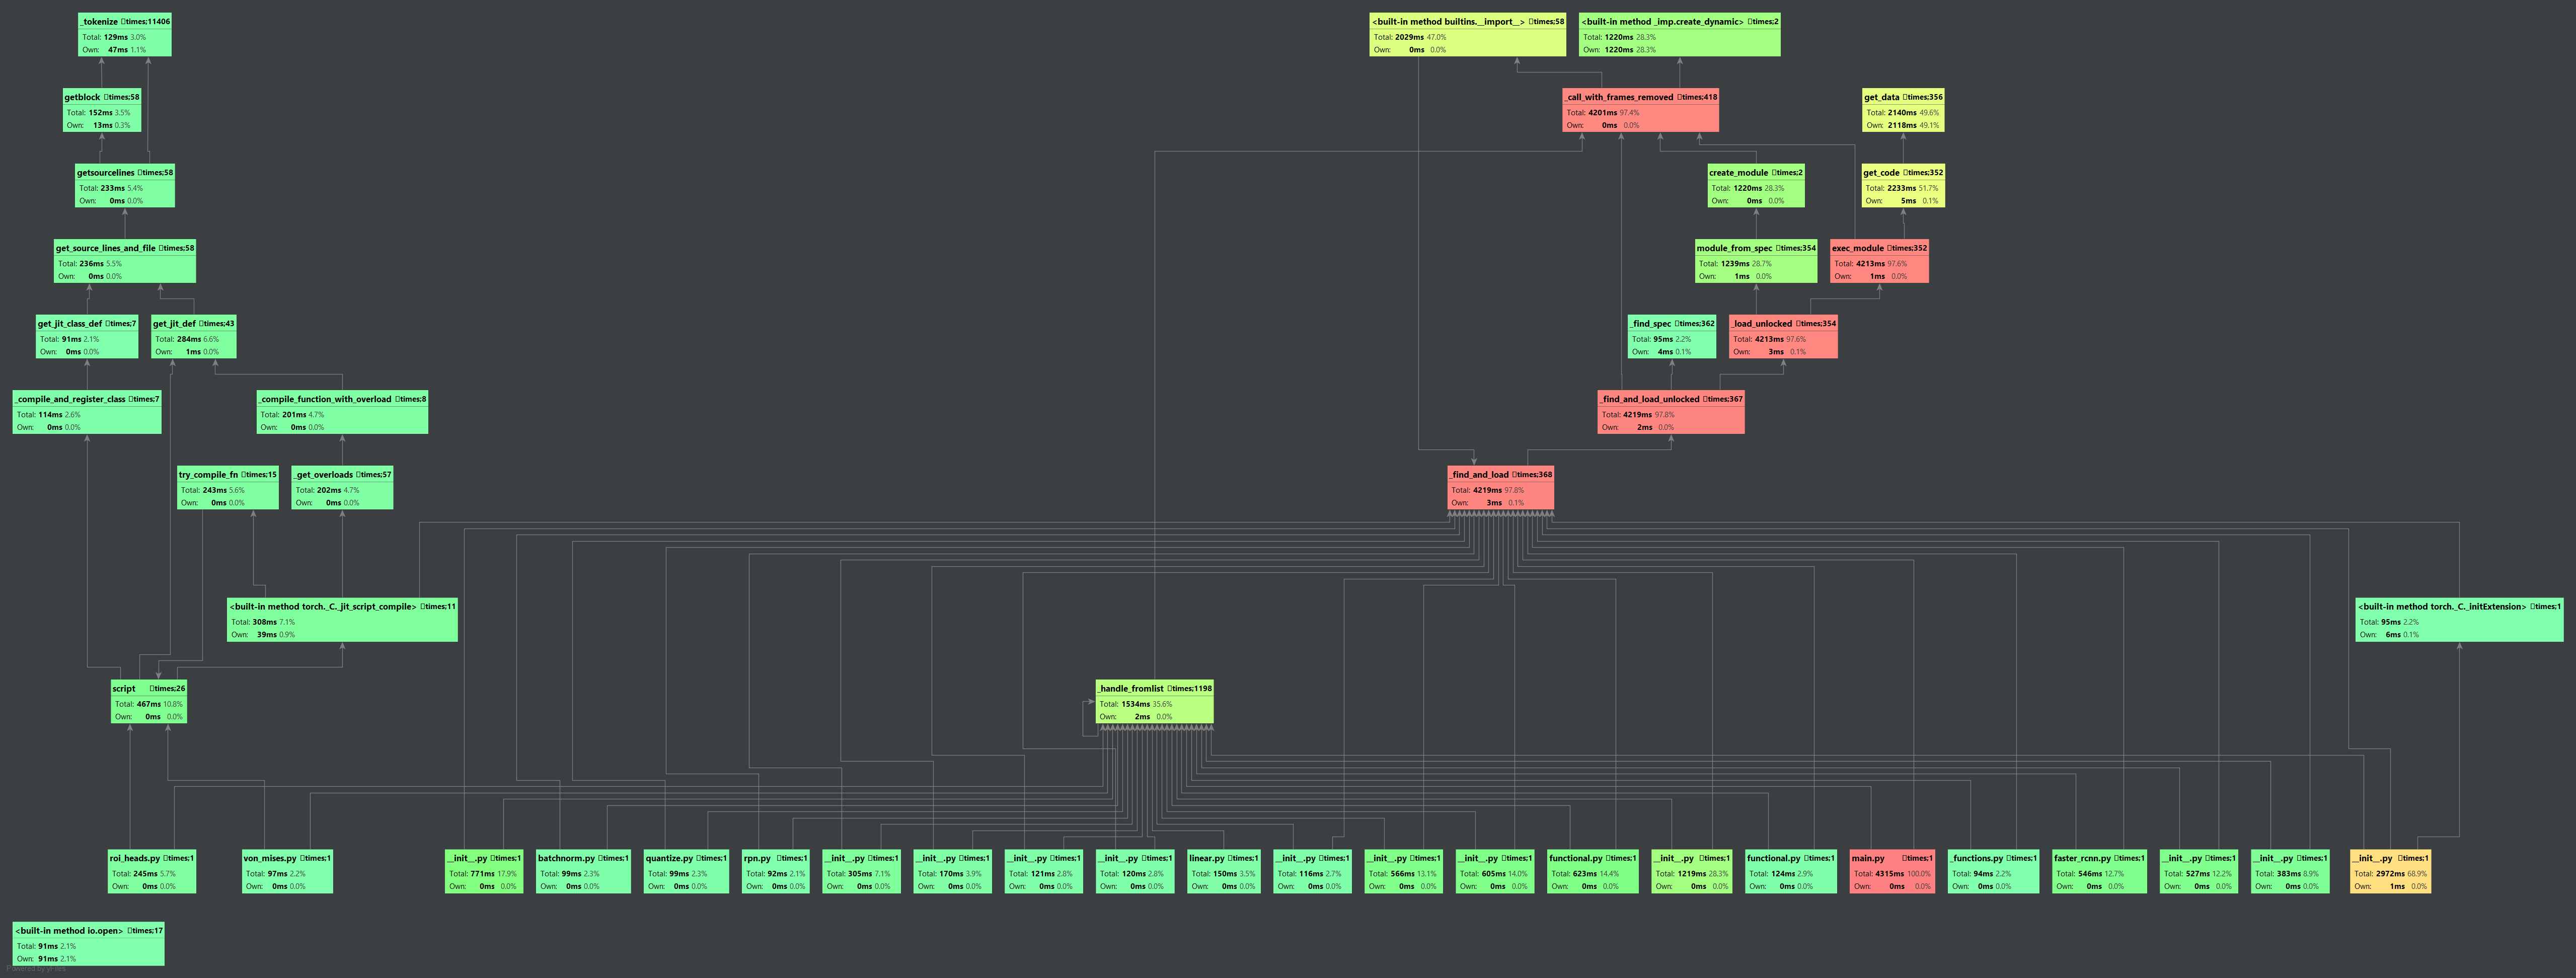 _tokenize □times;11406
Total: 129ms 3.0%
Own: 47ms 1.1%
<built-in method builtins.__import__> □times;58
Total: 2029ms 47.0%
Own: 0ms 0.0%
<built-in method _imp.create_dynamic> □times;2
Total: 1220ms 28.3%
Own: 1220ms 28.3%
getblock □times;58
Total: 152ms 3.5%
Own: 13ms 0.3%
_call_with_frames_removed □times;418
Total: 4201ms 97.4%
Own: 0ms 0.0%
get_data □times;356
Total: 2140ms 49.6%
Own: 2118ms 49.1%
getsourcelines □times;58
Total: 233ms 5.4%
Own: 0ms 0.0%
create_module □times;2
Total: 1220ms 28.3%
Own: 0ms 0.0%
get_code □times;352
Total: 2233ms 51.7%
Own: 5ms 0.1%
get_source_lines_and_file □times;58
Total: 236ms 5.5%
Own: 0ms 0.0%
module_from_spec □times;354
Total: 1239ms 28.7%
Own: 1ms 0.0%
exec_module □times;352
Total: 4213ms 97.6%
Own: 1ms 0.0%
get_jit_class_def □times;7
Total: 91ms 2.1%
Own: 0ms 0.0%
get_jit_def □times;43
Total: 284ms 6.6%
Own: 1ms 0.0%
_find_spec □times;362
Total: 95ms 2.2%
Own: 4ms 0.1%
_load_unlocked □times;354
Total: 4213ms 97.6%
Own: 3ms 0.1%
_compile_and_register_class □times;7
Total: 114ms 2.6%
Own: 0ms 0.0%
_compile_function_with_overload □times;8
Total: 201ms 4.7%
Own: 0ms 0.0%
_find_and_load_unlocked □times;367
Total: 4219ms 97.8%
Own: 2ms 0.0%
try_compile_fn □times;15
Total: 243ms 5.6%
Own: 0ms 0.0%
_get_overloads □times;57
Total: 202ms 4.7%
Own: 0ms 0.0%
_find_and_load □times;368
Total: 4219ms 97.8%
Own: 3ms 0.1%
<built-in method torch._C._jit_script_compile> □times;11
Total: 308ms 7.1%
Own: 39ms 0.9%
<built-in method torch._C._initExtension> □times;1
Total: 95ms 2.2%
Own: 6ms 0.1%
script □times;26
Total: 467ms 10.8%
Own: 0ms 0.0%
_handle_fromlist □times;1198
Total: 1534ms 35.6%
Own: 2ms 0.0%
roi_heads.py □times;1
Total: 245ms 5.7%
Own: 0ms 0.0%
von_mises.py □times;1
Total: 97ms 2.2%
Own: 0ms 0.0%
__init__.py □times;1
Total: 771ms 17.9%
Own: 0ms 0.0%
batchnorm.py □times;1
Total: 99ms 2.3%
Own: 0ms 0.0%
quantize.py □times;1
Total: 99ms 2.3%
Own: 0ms 0.0%
rpn.py □times;1
Total: 92ms 2.1%
Own: 0ms 0.0%
__init__.py □times;1
Total: 305ms 7.1%
Own: 0ms 0.0%
__init__.py □times;1
Total: 170ms 3.9%
Own: 0ms 0.0%
__init__.py □times;1
Total: 121ms 2.8%
Own: 0ms 0.0%
__init__.py □times;1
Total: 120ms 2.8%
Own: 0ms 0.0%
linear.py □times;1
Total: 150ms 3.5%
Own: 0ms 0.0%
__init__.py □times;1
Total: 116ms 2.7%
Own: 0ms 0.0%
__init__.py □times;1
Total: 566ms 13.1%
Own: 0ms 0.0%
__init__.py □times;1
Total: 605ms 14.0%
Own: 0ms 0.0%
functional.py □times;1
Total: 623ms 14.4%
Own: 0ms 0.0%
__init__.py □times;1
Total: 1219ms 28.3%
Own: 0ms 0.0%
functional.py □times;1
Total: 124ms 2.9%
Own: 0ms 0.0%
main.py □times;1
Total: 4315ms 100.0%
Own: 0ms 0.0%
_functions.py □times;1
Total: 94ms 2.2%
Own: 0ms 0.0%
faster_rcnn.py □times;1
Total: 546ms 12.7%
Own: 0ms 0.0%
__init__.py □times;1
Total: 527ms 12.2%
Own: 0ms 0.0%
__init__.py □times;1
Total: 383ms 8.9%
Own: 0ms 0.0%
__init__.py □times;1
Total: 2972ms 68.9%
Own: 1ms 0.0%
<built-in method io.open> □times;17
Total: 91ms 2.1%
Own: 91ms 2.1%
Powered by yFiles